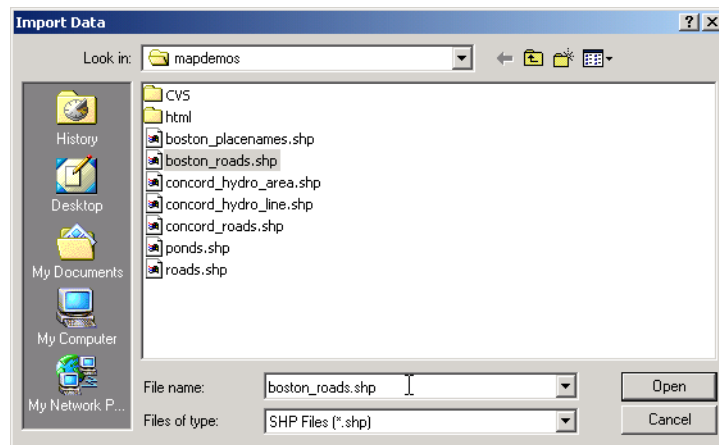 Import Data
Look in: mapdemos
History
Desktop
My Documents
My Computer
My Network P...
CVS
html
boston_placenames.shp
boston_roads.shp
concord_hydro_area.shp
concord_hydro_line.shp
concord_roads.shp
ponds.shp
roads.shp
File name: boston_roads.shp Open
Files of type: SHP Files (*.shp) Cancel